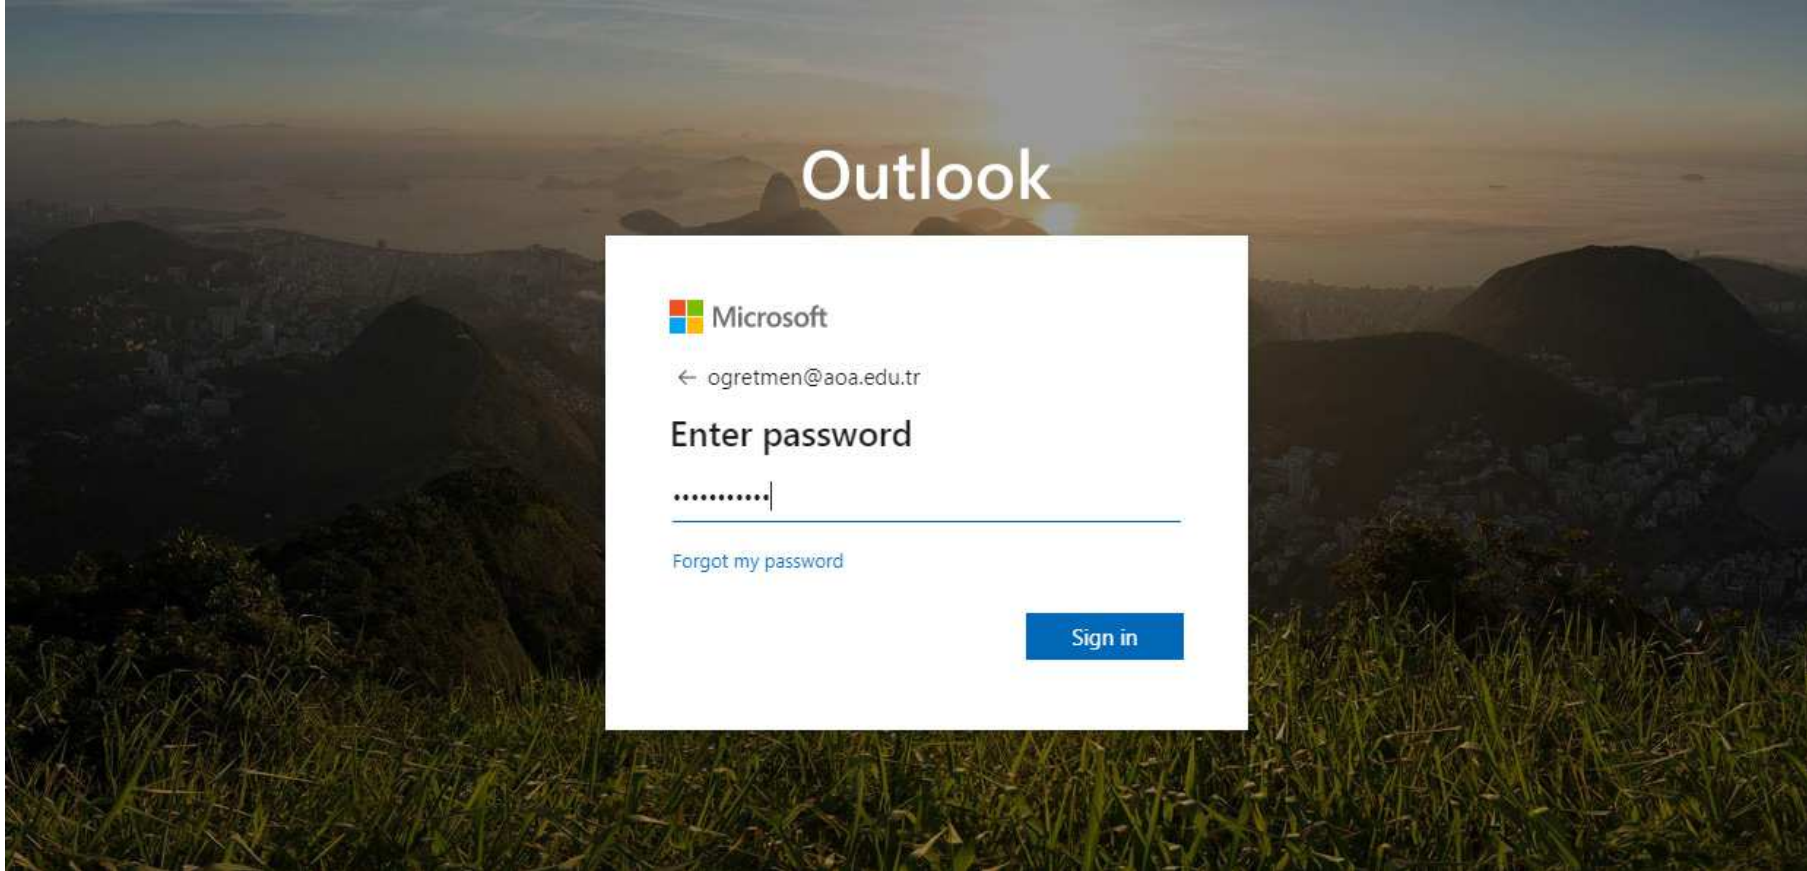 Outlook
Microsoft
← ogretmen@aoa.edu.tr
Enter password
•••••••••••
Forgot my password
Sign in